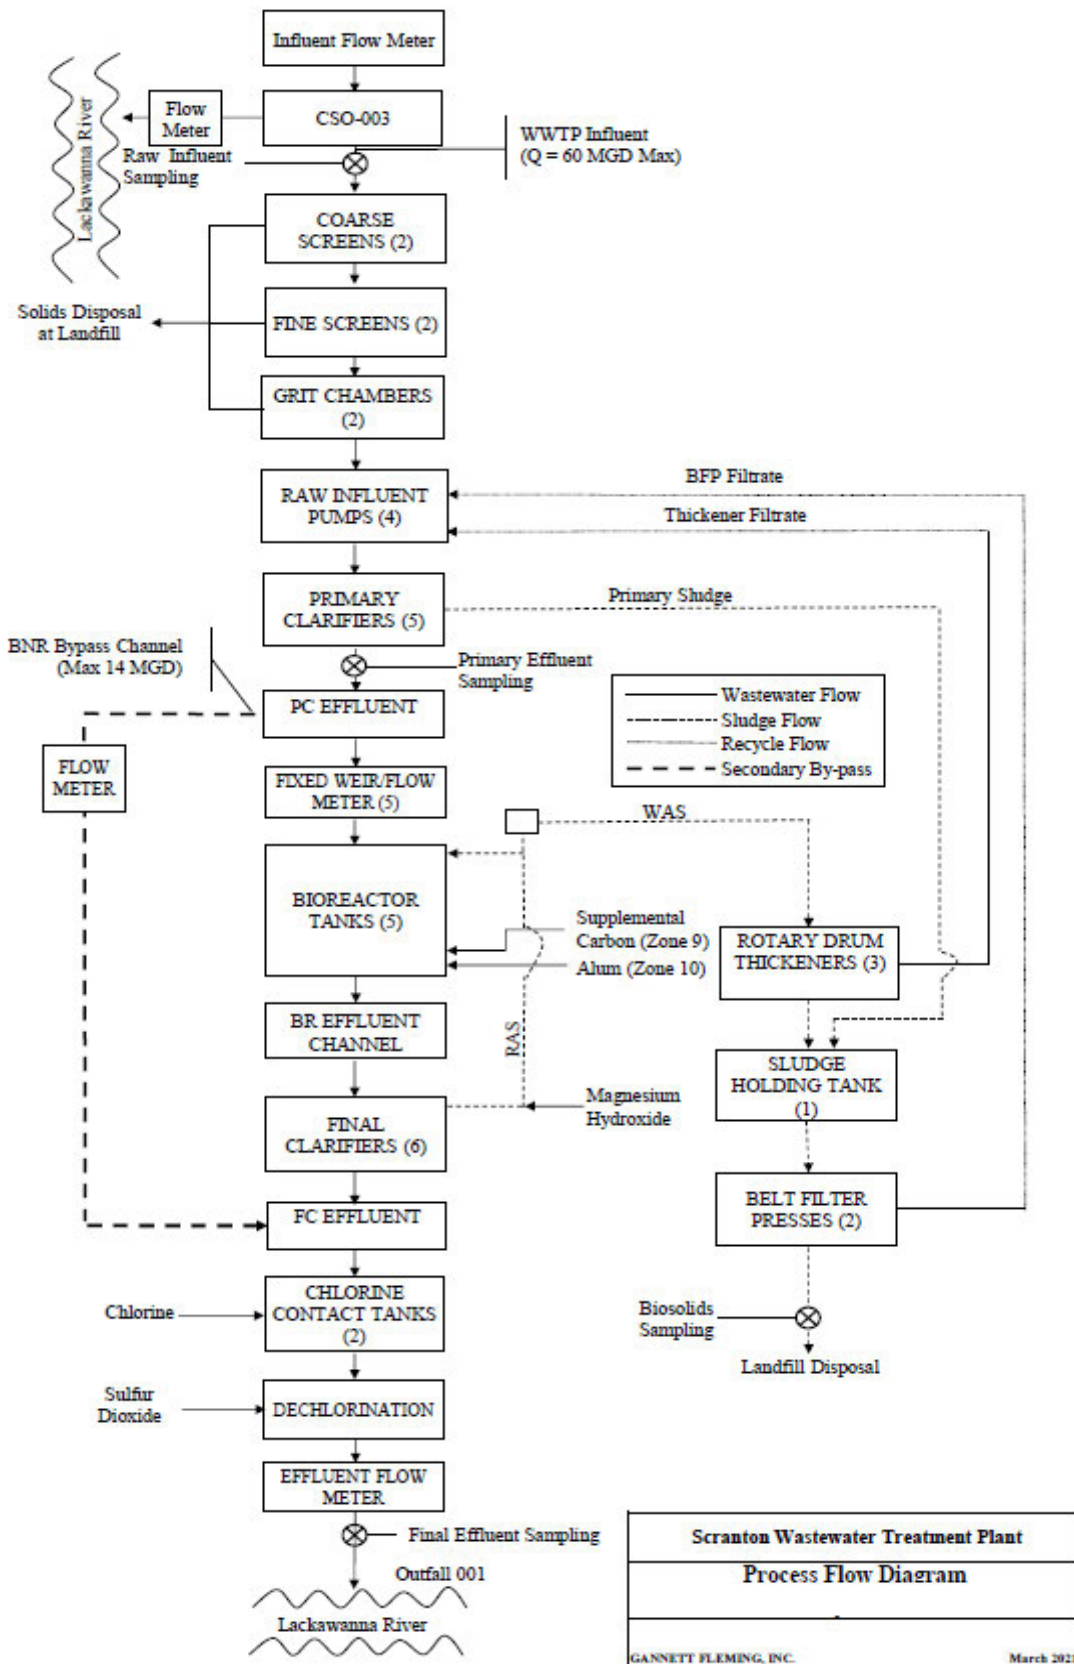 Influent Flow Meter
Lackawanna River
Flow
Meter
CSO-003
WWTP Influent
(Q = 60 MGD Max)
Raw Influent
Sampling
COARSE
SCREENS (2)
Solids Disposal
at Landfill
FINE SCREENS (2)
GRIT CHAMBERS
(2)
RAW INFLUENT
PUMPS (4)
BFP Filtrate
Thickener Filtrate
PRIMARY
CLARIFIERS (5)
Primary Sludge
BNR Bypass Channel
(Max 14 MGD)
Primary Effluent
Sampling
PC EFFLUENT
Wastewater Flow
Sludge Flow
Recycle Flow
Secondary By-pass
FLOW
METER
FIXED WEIR/FLOW
METER (5)
WAS
BIOREACTOR
TANKS (5)
Supplemental
Carbon (Zone 9)
Alum (Zone 10)
ROTARY DRUM
THICKENERS (3)
BR EFFLUENT
CHANNEL
RAS
SLUDGE
HOLDING TANK
(1)
Magnesium
Hydroxide
FINAL
CLARIFIERS (6)
BELT FILTER
PRESSES (2)
FC EFFLUENT
Chlorine
CHLORINE
CONTACT TANKS
(2)
Biosolids
Sampling
Landfill Disposal
Sulfur
Dioxide
DECHLORINATION
EFFLUENT FLOW
METER
Final Effluent Sampling
Outfall 001
Lackawanna River
Scranton Wastewater Treatment Plant
Process Flow Diagram
GANNETT FLEMING, INC.
March 2021